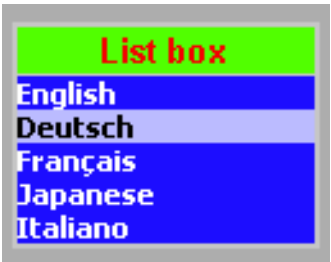 List box
English
Deutsch
Français
Japanese
Italiano